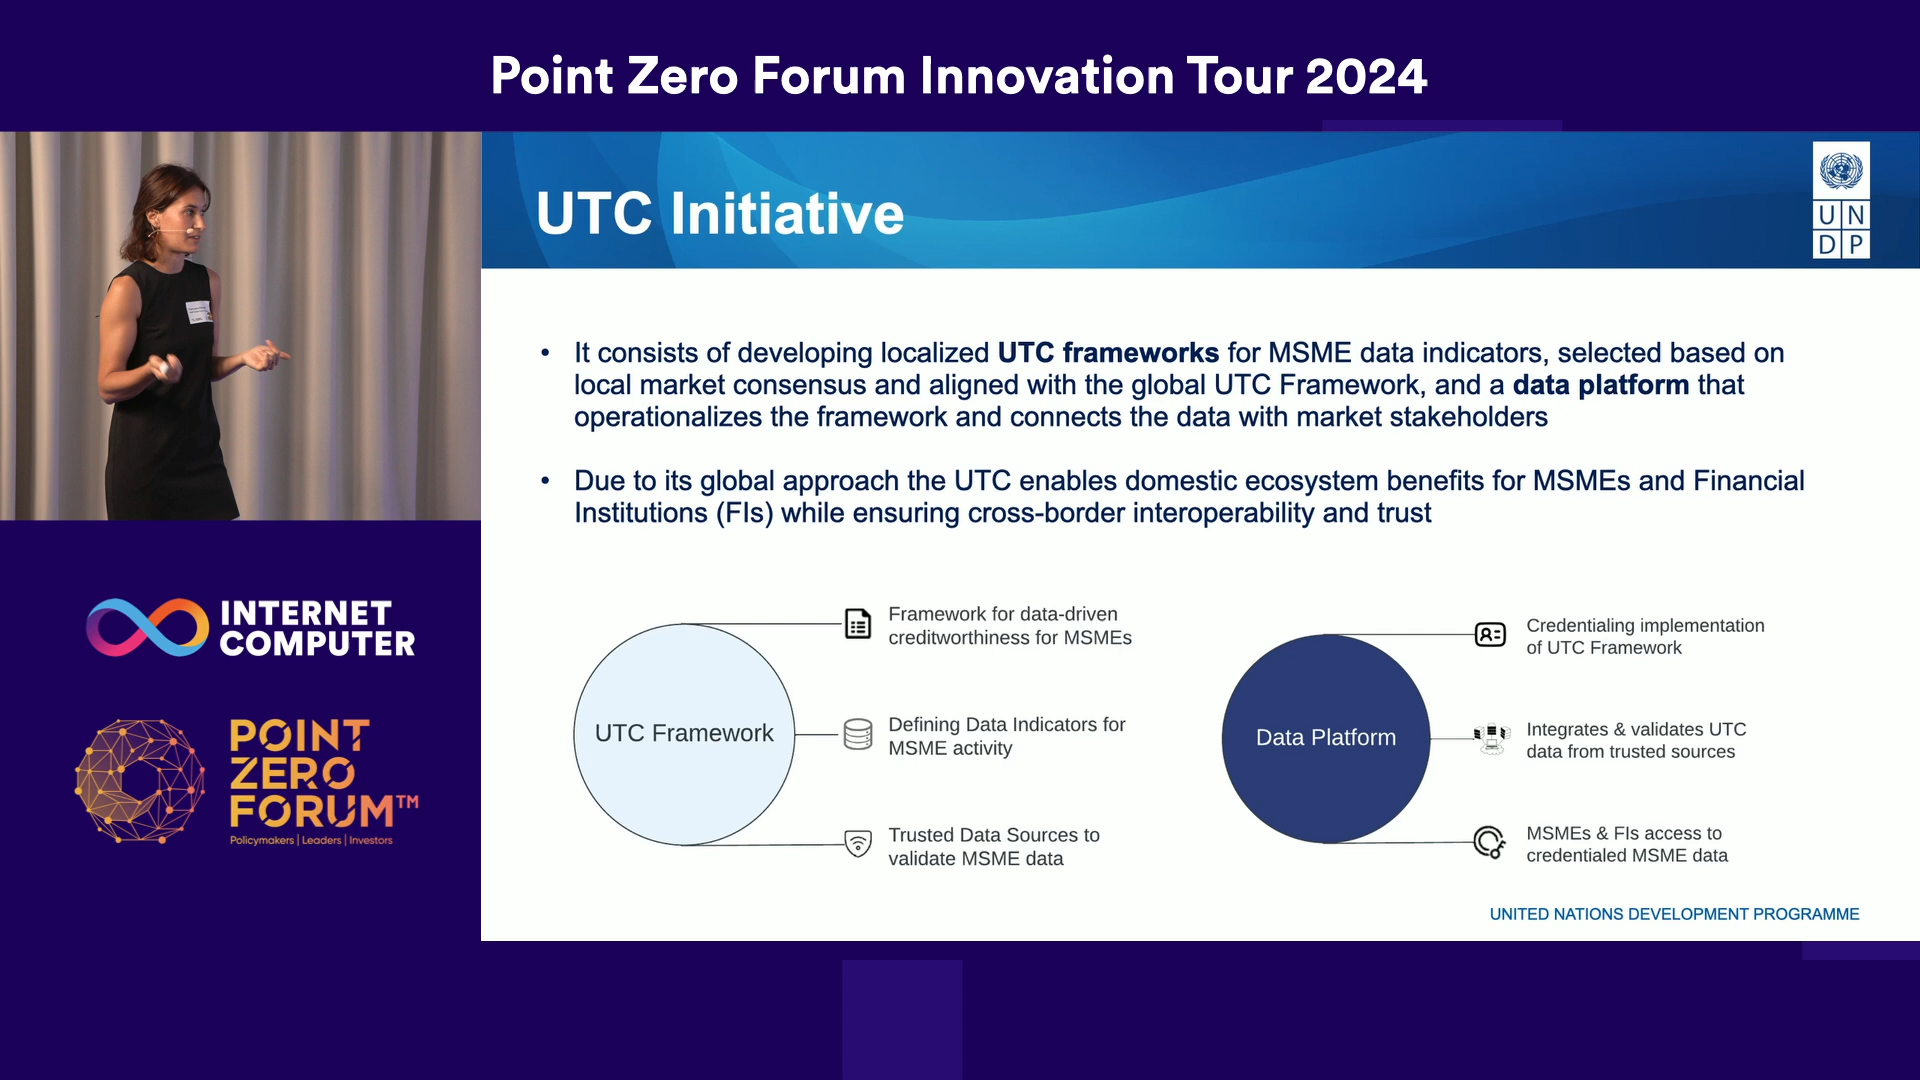 Point Zero Forum Innovation Tour 2024
UTC Initiative
U N
D P
• It consists of developing localized UTC frameworks for MSME data indicators, selected based on
local market consensus and aligned with the global UTC Framework, and a data platform that
operationalizes the framework and connects the data with market stakeholders
• Due to its global approach the UTC enables domestic ecosystem benefits for MSMEs and Financial
Institutions (FIs) while ensuring cross-border interoperability and trust
UTC Framework
Framework for data-driven
creditworthiness for MSMEs
Defining Data Indicators for
MSME activity
Trusted Data Sources to
validate MSME data
Data Platform
Credentialing implementation
of UTC Framework
Integrates & validates UTC
data from trusted sources
MSMEs & FIs access to
credentialed MSME data
UNITED NATIONS DEVELOPMENT PROGRAMME
INTERNET
COMPUTER
POINT
ZERO
FORUM™
Policymakers | Leaders | Investors